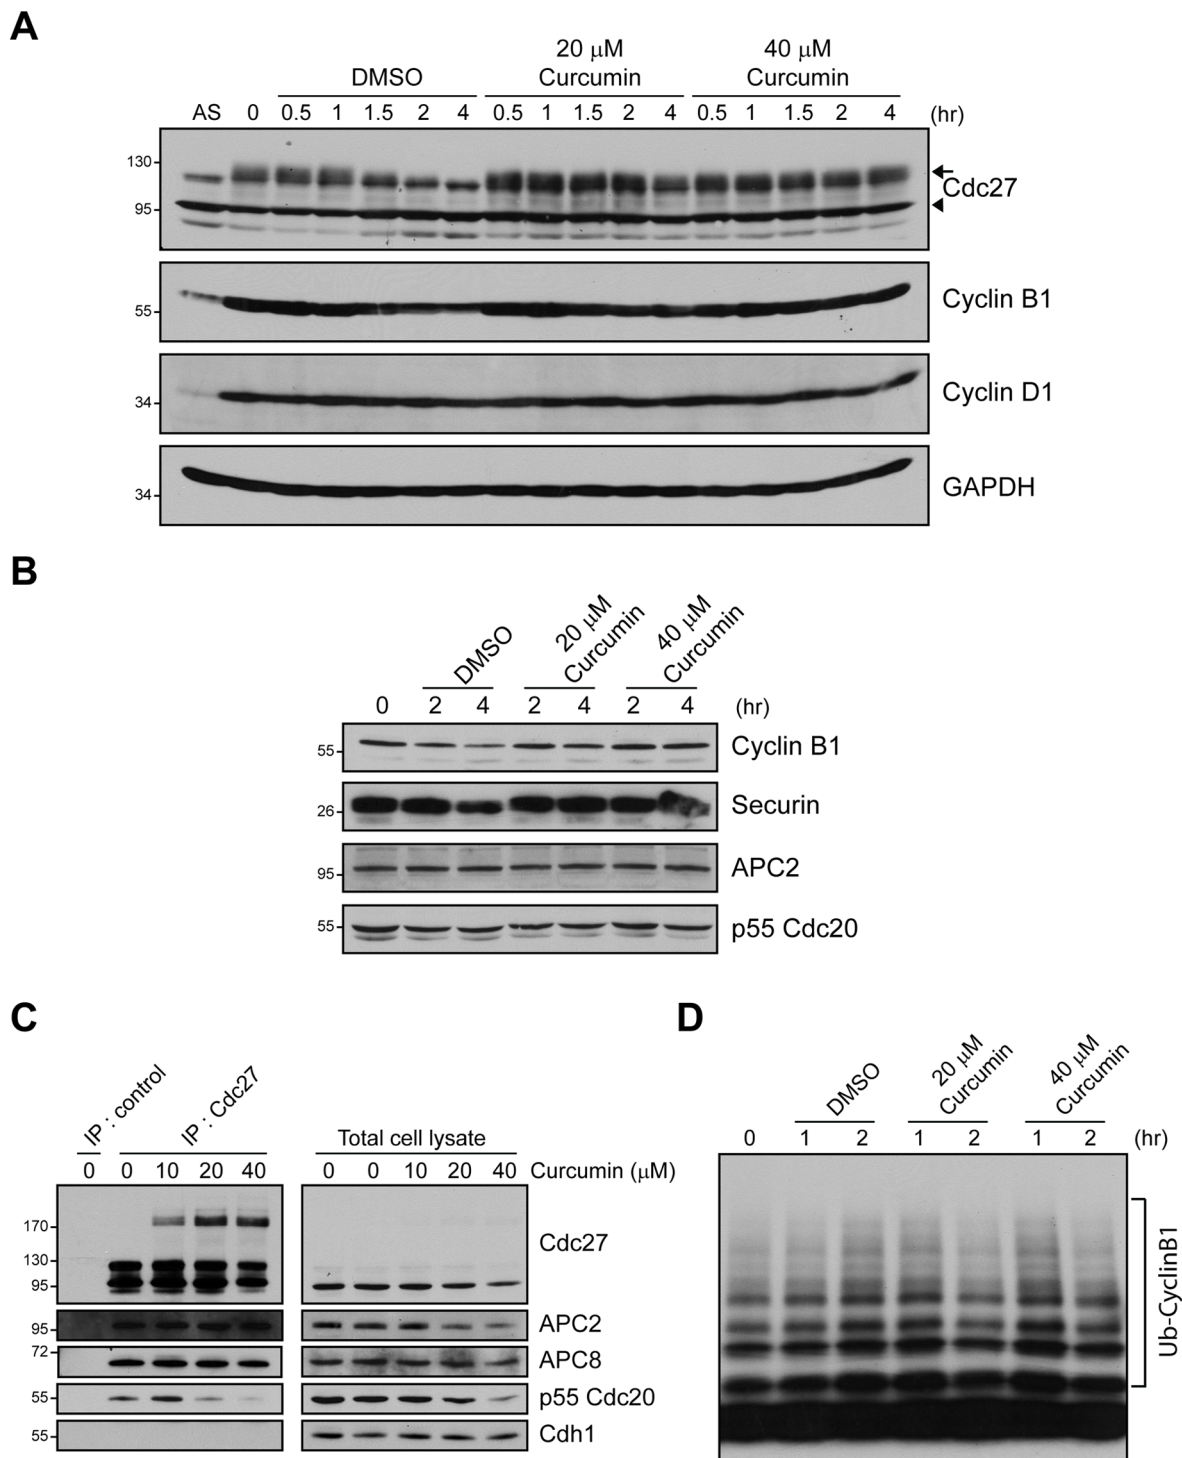 A
20 μM
40 μM
DMSO
Curcumin
Curcumin
AS 0 0.5 1 1.5 2 4 0.5 1 1.5 2 4 0.5 1 1.5 2 4 (hr)
130
Cdc27
95
Cyclin B1
55
Cyclin D1
34
GAPDH
34
B
DMSO
20 μM
Curcumin
40 μM
Curcumin
0 2 4 2 4 2 4 (hr)
55
Cyclin B1
26
Securin
95
APC2
55
p55 Cdc20
C
IP : control
IP : Cdc27
Total cell lysate
0 0 10 20 40 0 0 10 20 40 Curcumin (μM)
170
130
95
Cdc27
95
APC2
72
APC8
55
p55 Cdc20
55
Cdh1
D
DMSO
20 μM
Curcumin
40 μM
Curcumin
0 1 2 1 2 1 2 (hr)
Ub-CyclinB1